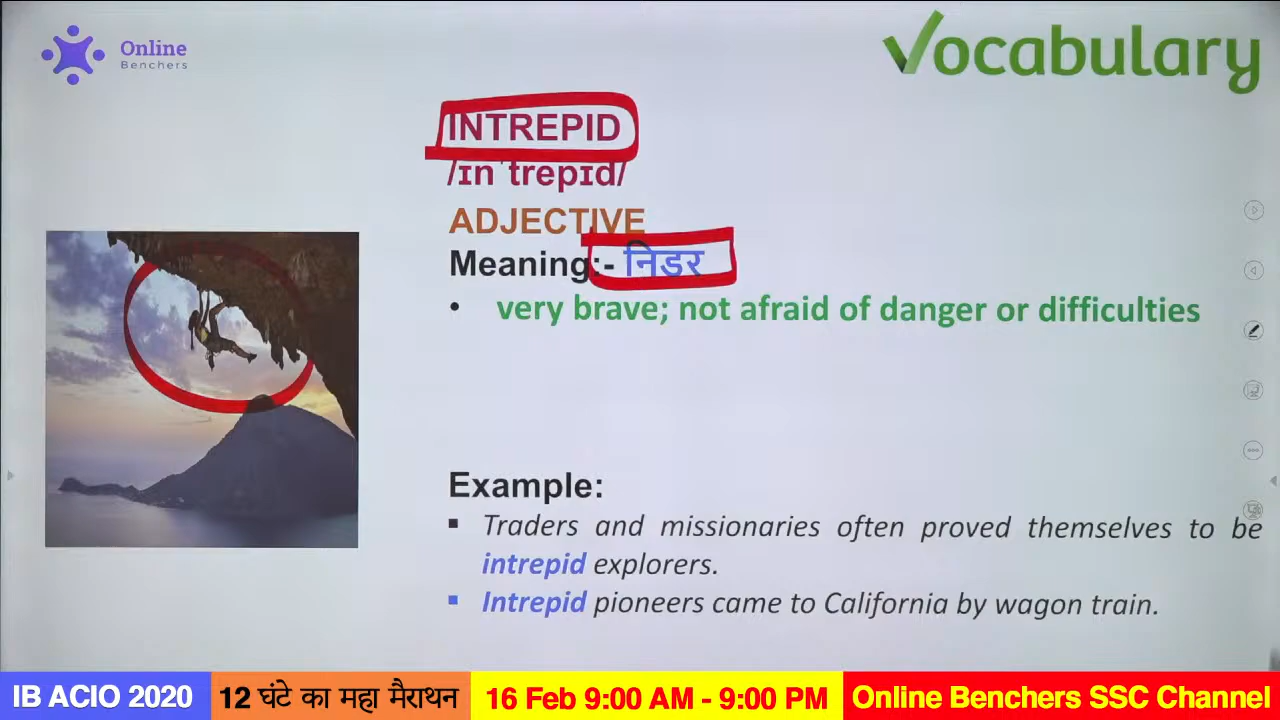 Online
Benchers
Vocabulary
INTREPID
/ɪnˈtrepɪd/
ADJECTIVE
Meaning:- निडर
• very brave; not afraid of danger or difficulties
Example:
▪ Traders and missionaries often proved themselves to be
intrepid explorers.
▪ Intrepid pioneers came to California by wagon train.
IB ACIO 2020 12 घंटे का महा मैराथन 16 Feb 9:00 AM - 9:00 PM Online Benchers SSC Channel